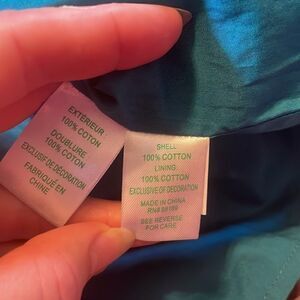 EXTÉRIEUR
100% COTON
DOUBLURE
100% COTON
EXCLUSIF DE DÉCORATION
FABRIQUÉ EN
CHINE
SHELL
100% COTTON
LINING
100% COTTON
EXCLUSIVE OF DECORATION
MADE IN CHINA
SEE REVERSE
FOR CARE